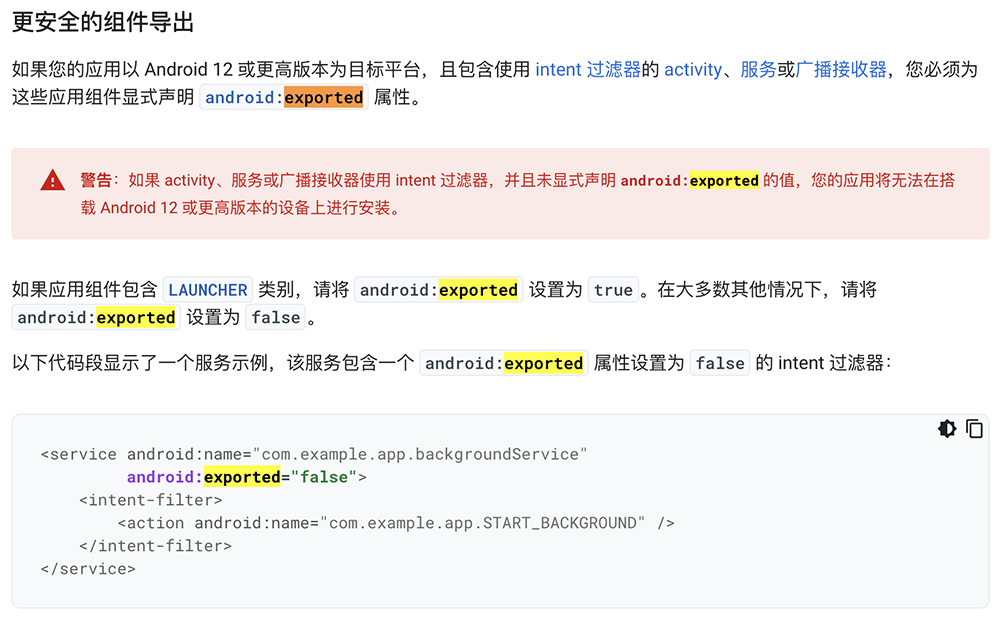 更安全的组件导出
如果您的应用以 Android 12 或更高版本为目标平台，且包含使用 intent 过滤器的 activity、服务或广播接收器，您必须为
这些应用组件显式声明 android:exported 属性。
警告：如果 activity、服务或广播接收器使用 intent 过滤器，并且未显式声明 android:exported 的值，您的应用将无法在搭
载 Android 12 或更高版本的设备上进行安装。
如果应用组件包含 LAUNCHER 类别，请将 android:exported 设置为 true 。在大多数其他情况下，请将
android:exported 设置为 false 。
以下代码段显示了一个服务示例，该服务包含一个 android:exported 属性设置为 false 的 intent 过滤器：
<service android:name="com.example.app.backgroundService"
         android:exported="false">
    <intent-filter>
        <action android:name="com.example.app.START_BACKGROUND" />
    </intent-filter>
</service>